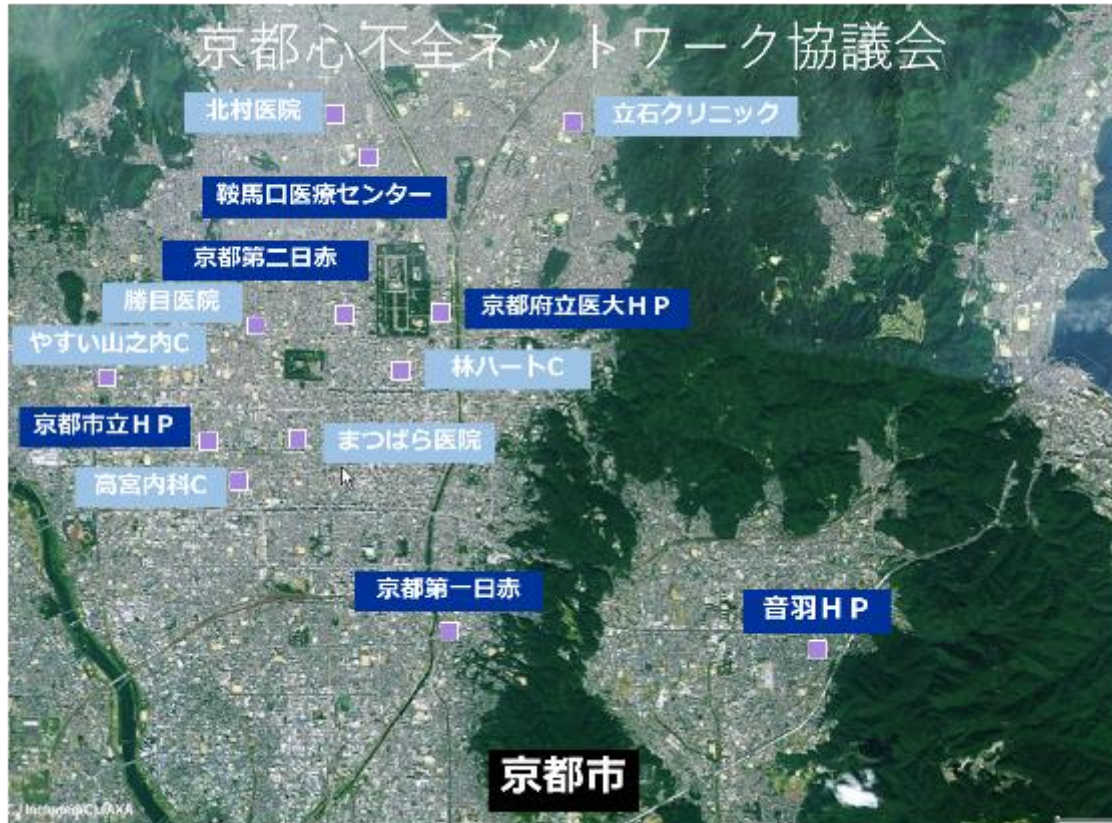 京都心不全ネットワーク協議会
北村医院
立石クリニック
鞍馬口医療センター
京都第二日赤
勝目医院
京都府立医大HP
やすい山之内C
林ハートC
京都市立HP
まつばら医院
高宮内科C
京都第一日赤
音羽HP
京都市